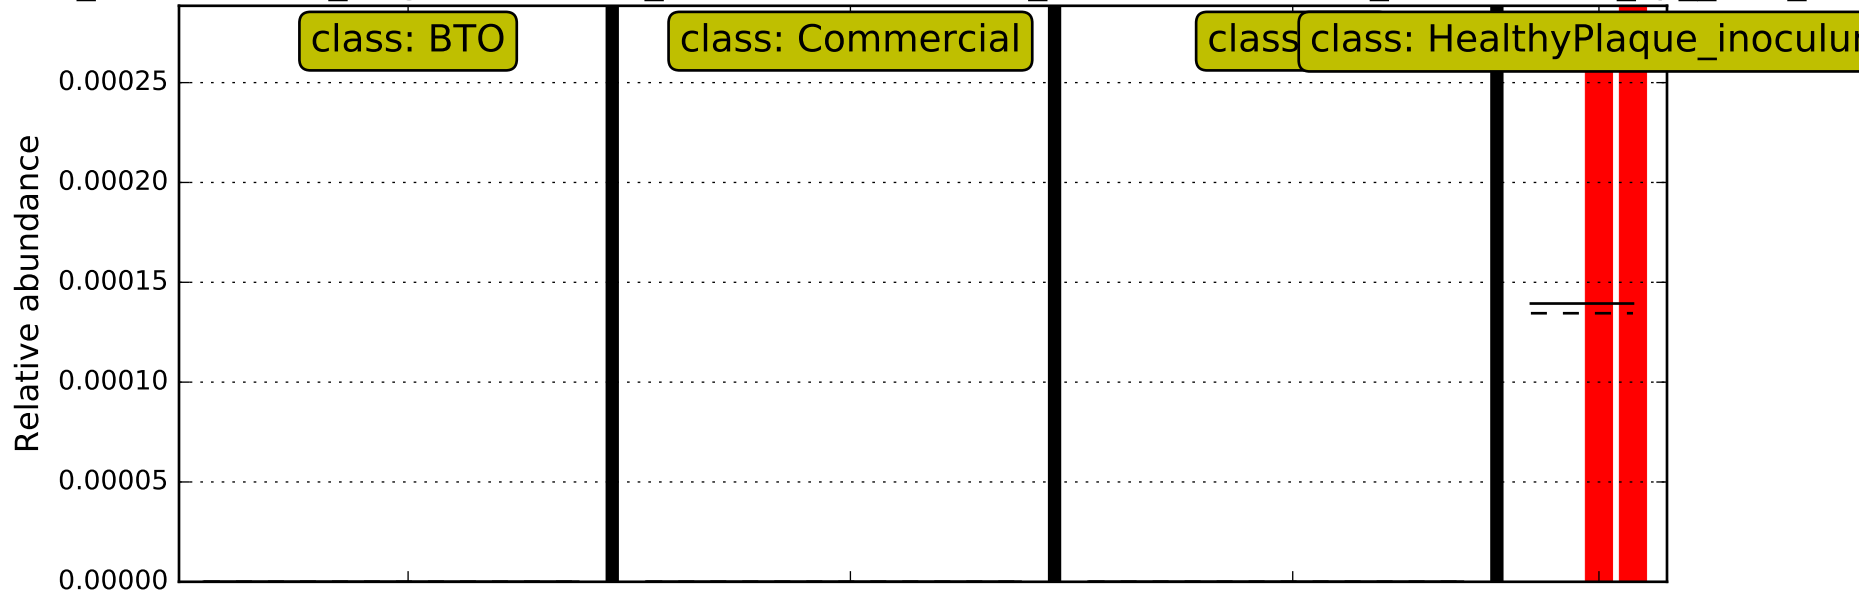 class: BTO
class: Commercial
class
class: HealthyPlaque_inoculu
0.00025
0.00020
0.00015
0.00010
0.00005
0.00000
Relative abundance